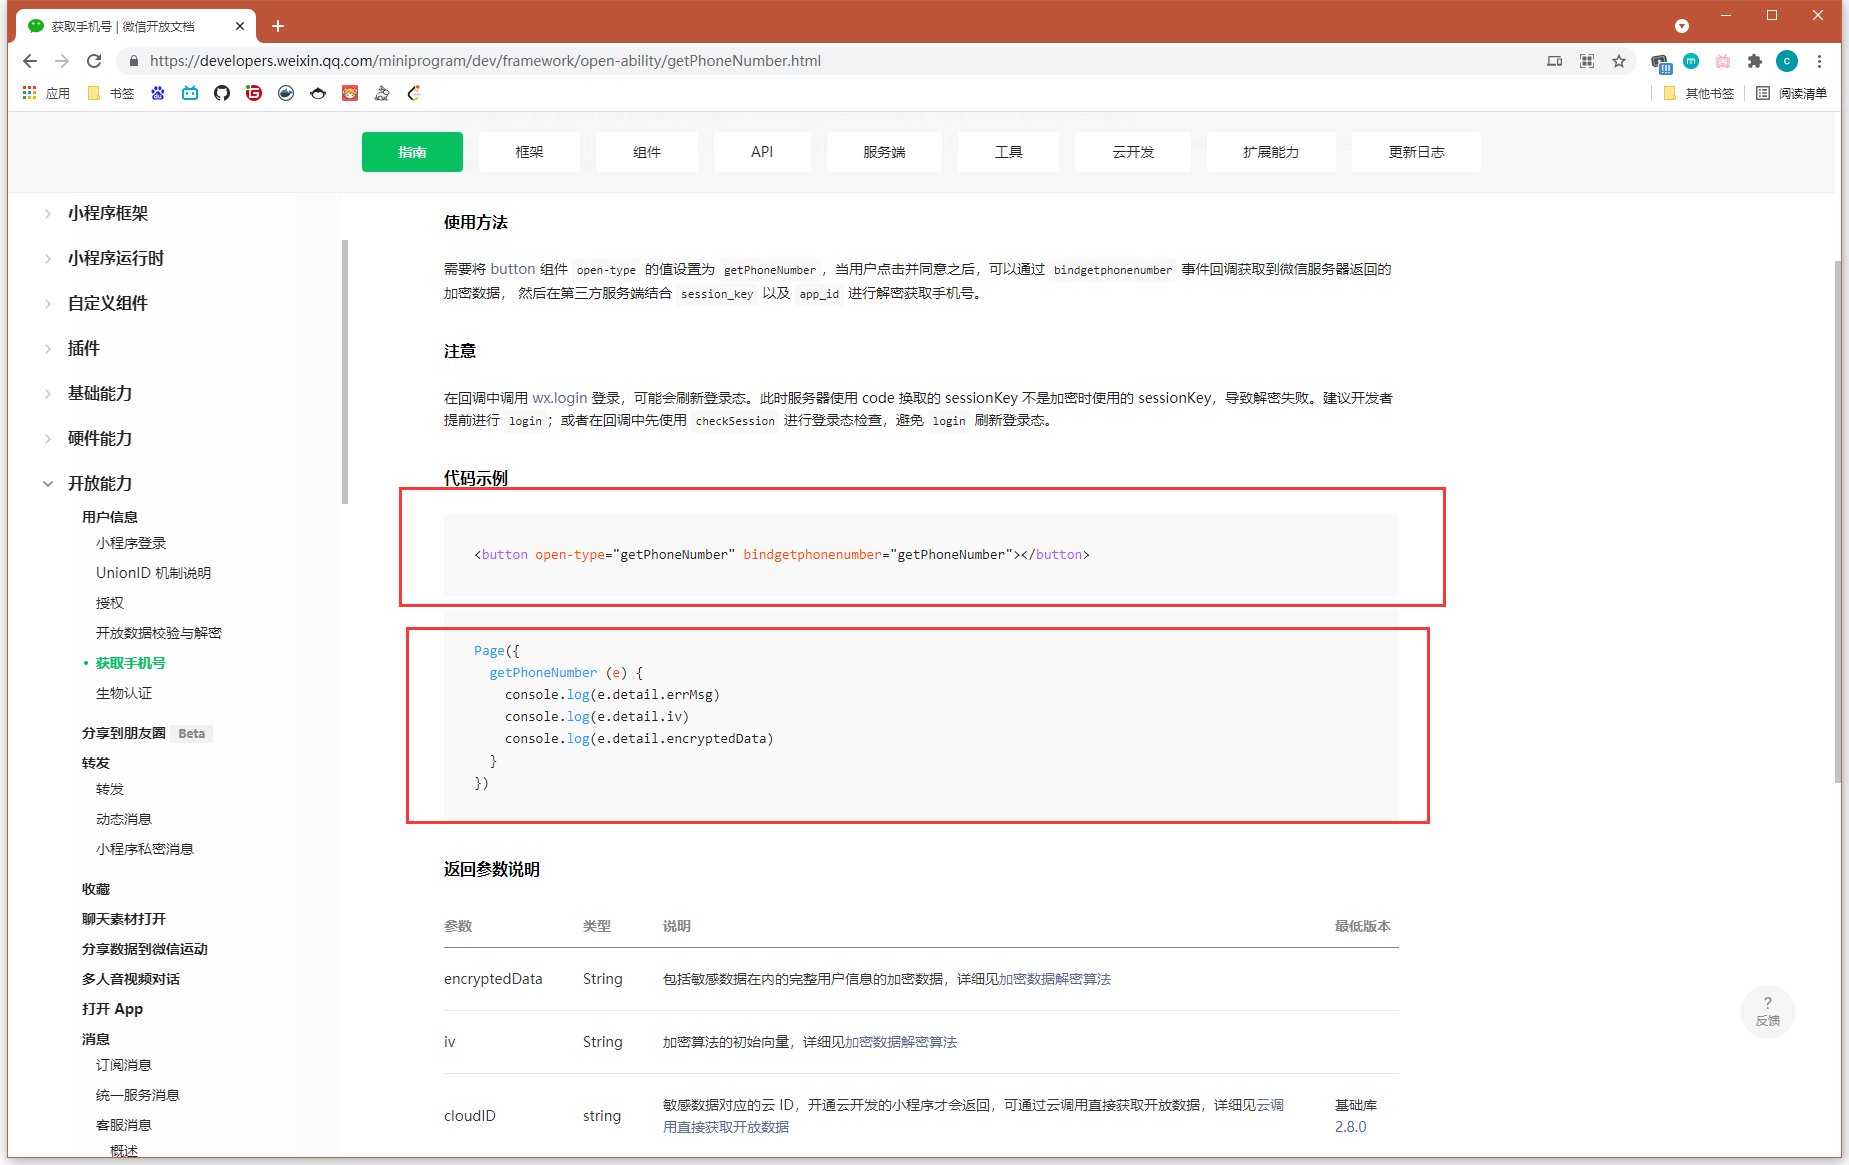 获取手机号 | 微信开放文档
https://developers.weixin.qq.com/miniprogram/dev/framework/open-ability/getPhoneNumber.html
应用 书签 其他书签 阅读清单
指南 框架 组件 API 服务端 工具 云开发 扩展能力 更新日志
小程序框架
小程序运行时
自定义组件
插件
基础能力
硬件能力
开放能力
用户信息
小程序登录
UnionID 机制说明
授权
开放数据校验与解密
获取手机号
生物认证
分享到朋友圈 Beta
转发
转发
动态消息
小程序私密消息
收藏
聊天素材打开
分享数据到微信运动
多人音视频对话
打开 App
消息
订阅消息
统一服务消息
客服消息
概述
使用方法
需要将 button 组件 open-type 的值设置为 getPhoneNumber，当用户点击并同意之后，可以通过 bindgetphonenumber 事件回调获取到微信服务器返回的
加密数据， 然后在第三方服务端结合 session_key 以及 app_id 进行解密获取手机号。
注意
在回调中调用 wx.login 登录，可能会刷新登录态。此时服务器使用 code 换取的 sessionKey 不是加密时使用的 sessionKey，导致解密失败。建议开发者
提前进行 login；或者在回调中先使用 checkSession 进行登录态检查，避免 login 刷新登录态。
代码示例
<button open-type="getPhoneNumber" bindgetphonenumber="getPhoneNumber"></button>
Page({
getPhoneNumber (e) {
console.log(e.detail.errMsg)
console.log(e.detail.iv)
console.log(e.detail.encryptedData)
}
})
返回参数说明
参数 类型 说明 最低版本
encryptedData String 包括敏感数据在内的完整用户信息的加密数据，详细见加密数据解密算法
iv String 加密算法的初始向量，详细见加密数据解密算法
cloudID string 敏感数据对应的云 ID，开通云开发的小程序才会返回，可通过云调用直接获取开放数据，详细见云调
用直接获取开放数据
基础库
2.8.0
?
反馈